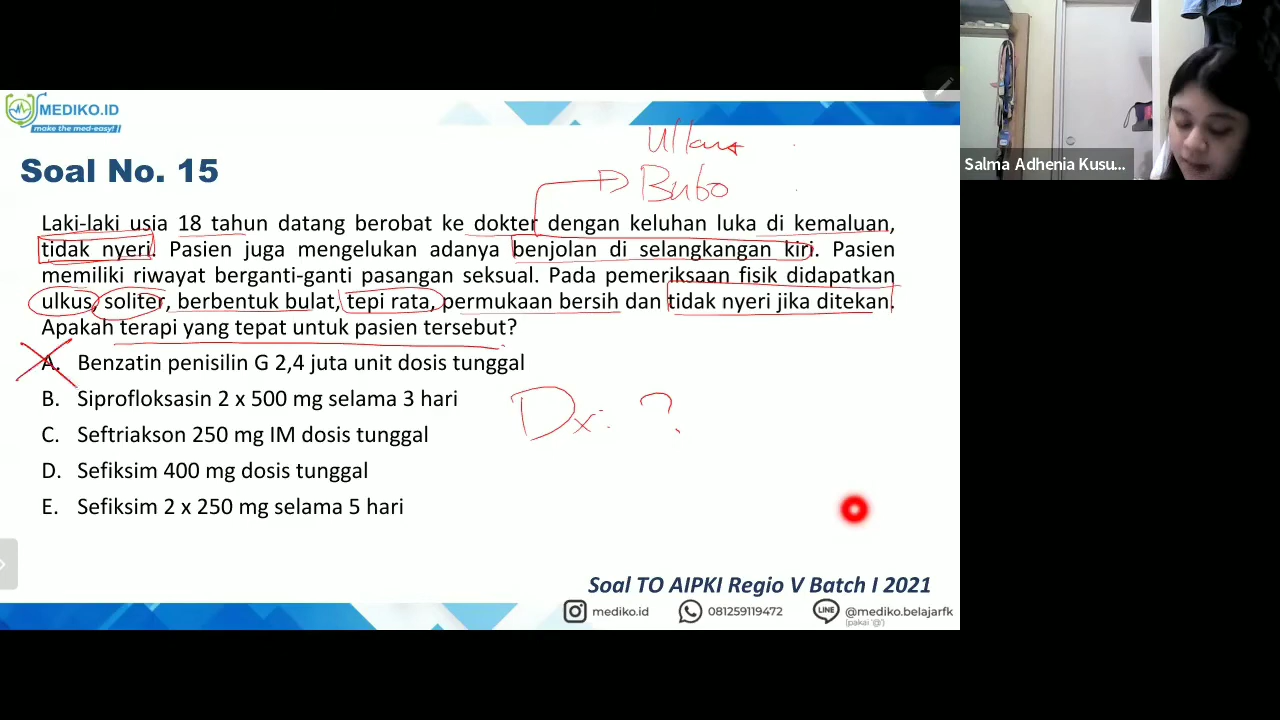 MEDIKO.ID
make the med-easy!
Salma Adhenia Kusu...
Soal No. 15
Ulkus
Bubo
Laki-laki usia 18 tahun datang berobat ke dokter dengan keluhan luka di kemaluan,
tidak nyeri. Pasien juga mengelukan adanya benjolan di selangkangan kiri. Pasien
memiliki riwayat berganti-ganti pasangan seksual. Pada pemeriksaan fisik didapatkan
ulkus, soliter, berbentuk bulat, tepi rata, permukaan bersih dan tidak nyeri jika ditekan.
Apakah terapi yang tepat untuk pasien tersebut?
A. Benzatin penisilin G 2,4 juta unit dosis tunggal
B. Siprofloksasin 2 x 500 mg selama 3 hari
C. Seftriakson 250 mg IM dosis tunggal
D. Sefiksim 400 mg dosis tunggal
E. Sefiksim 2 x 250 mg selama 5 hari
Dx: ?
Soal TO AIPKI Regio V Batch I 2021
mediko.id 081259119472 LINE @mediko.belajarfk
(pakai '@')